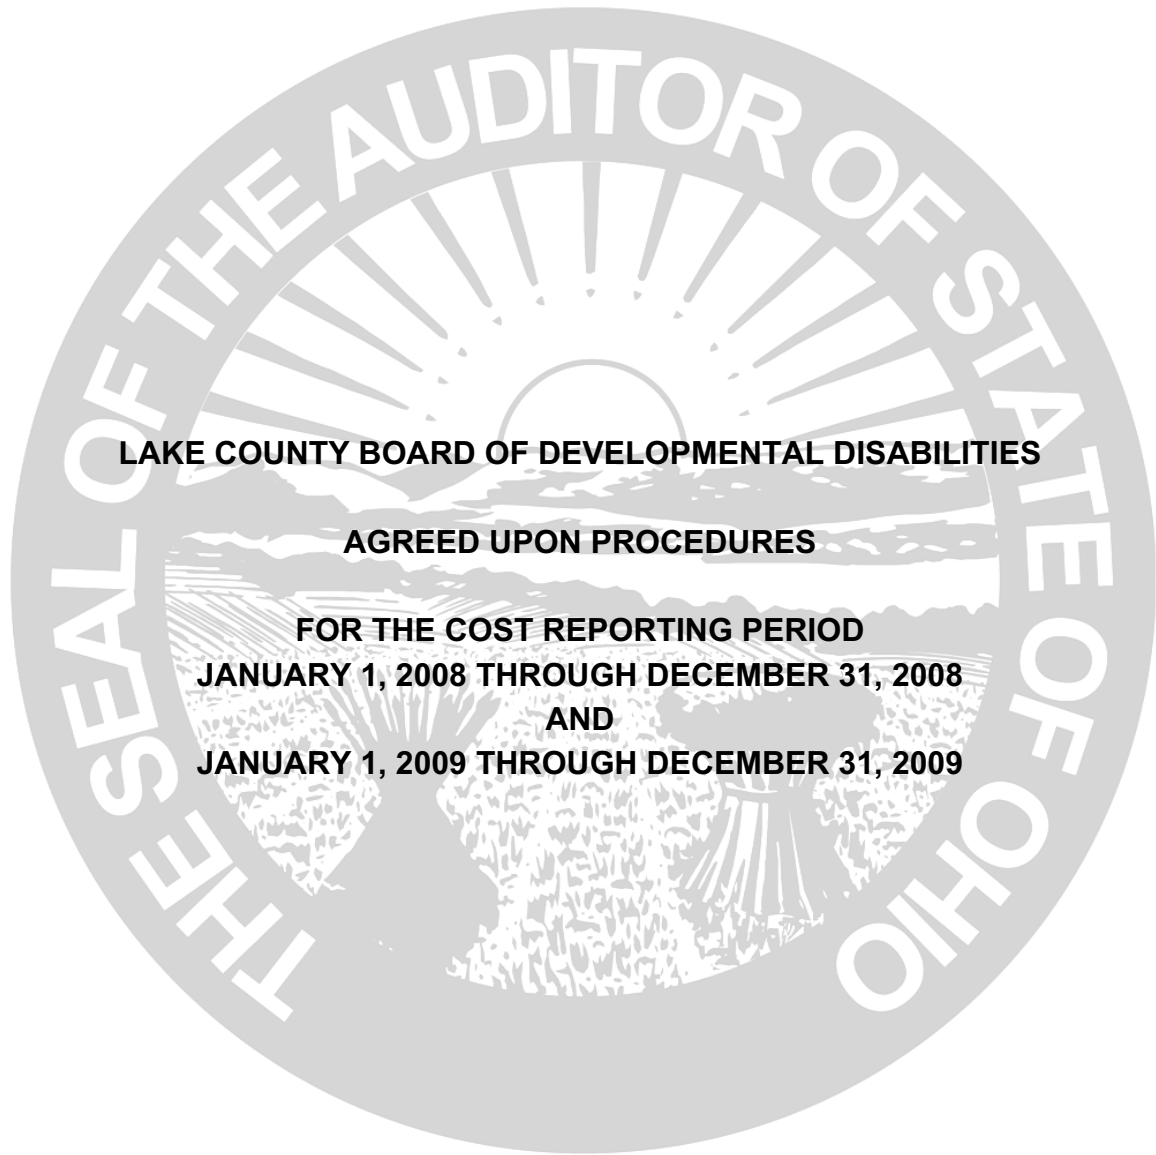 THE SEAL OF THE AUDITOR OF STATE OF OHIO
LAKE COUNTY BOARD OF DEVELOPMENTAL DISABILITIES
AGREED UPON PROCEDURES
FOR THE COST REPORTING PERIOD
JANUARY 1, 2008 THROUGH DECEMBER 31, 2008
AND
JANUARY 1, 2009 THROUGH DECEMBER 31, 2009